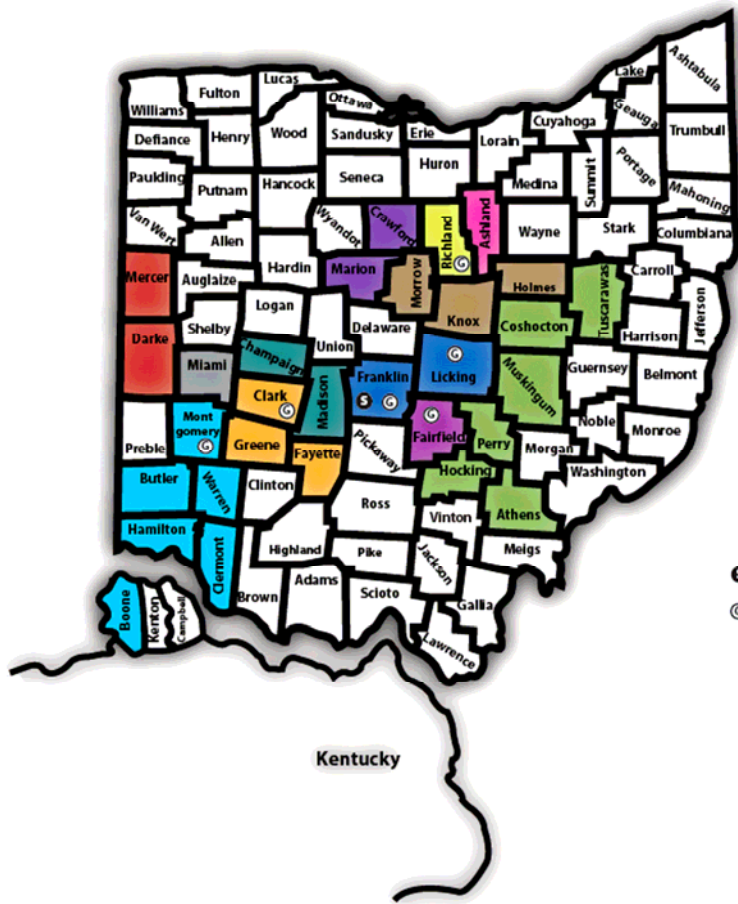 Ashtabula
Lake
Geauga
Lucas
Fulton
Williams
Ottawa
Cuyahoga
Trumbull
Defiance
Henry
Wood
Sandusky
Erie
Lorain
Summit
Portage
Huron
Medina
Paulding
Putnam
Hancock
Seneca
Mahoning
Van Wert
Allen
Wyandot
Crawford
Richland
Ashland
Wayne
Stark
Columbiana
Mercer
Auglaize
Hardin
Marion
Morrow
Holmes
Tuscarawas
Carroll
Jefferson
Logan
Knox
Coshocton
Harrison
Darke
Shelby
Union
Delaware
Miami
Champaign
Madison
Franklin
Licking
Muskingum
Guernsey
Belmont
Clark
S
Mont
gomery
Preble
Greene
Fayette
Pickaway
Fairfield
Perry
Morgan
Noble
Monroe
Butler
Warren
Clinton
Hocking
Washington
Ross
Vinton
Athens
Hamilton
Clermont
Highland
Pike
Jackson
Meigs
Brown
Adams
Scioto
Gallia
Lawrence
Boone
Kenton
Campbell
Kentucky